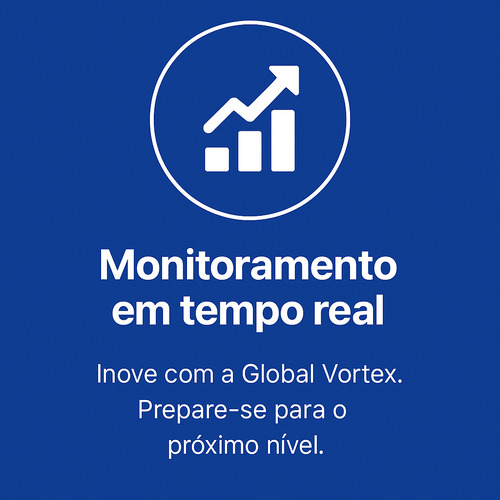 Monitoramento
em tempo real
Inove com a Global Vortex.
Prepare-se para o
próximo nível.